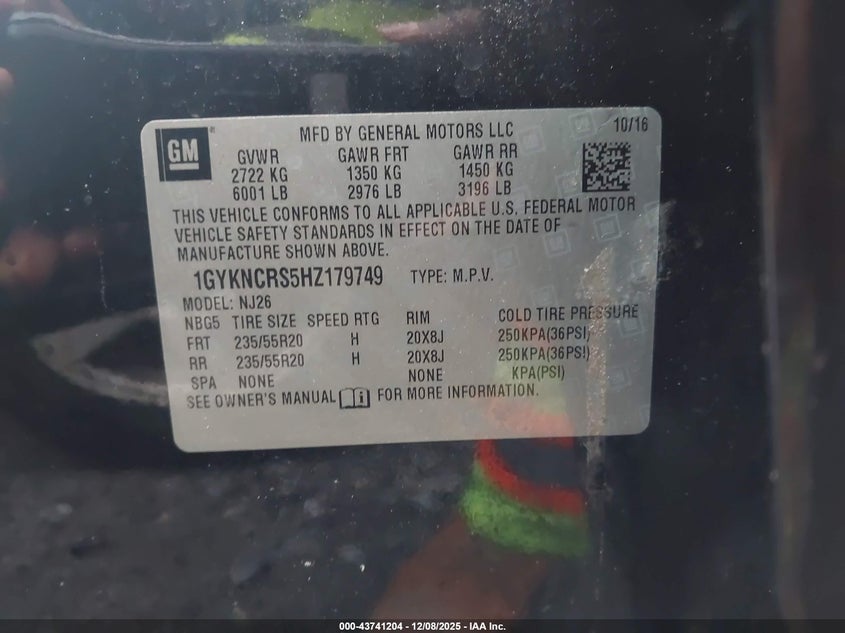 GM
MFD BY GENERAL MOTORS LLC 10/16
GVWR GAWR FRT GAWR RR
2722 KG 1350 KG 1450 KG
6001 LB 2976 LB 3196 LB
THIS VEHICLE CONFORMS TO ALL APPLICABLE U.S. FEDERAL MOTOR
VEHICLE SAFETY STANDARDS IN EFFECT ON THE DATE OF
MANUFACTURE SHOWN ABOVE.
1GYKNCRS5HZ179749 TYPE: M.P.V.
MODEL: NJ26
NBG5 TIRE SIZE SPEED RTG RIM COLD TIRE PRESSURE
FRT 235/55R20 H 20X8J 250KPA(36PSI)
RR 235/55R20 H 20X8J 250KPA(36PSI)
SPA NONE NONE KPA(PSI)
SEE OWNER'S MANUAL FOR MORE INFORMATION.
000-43741204 - 12/08/2025 - IAA Inc.